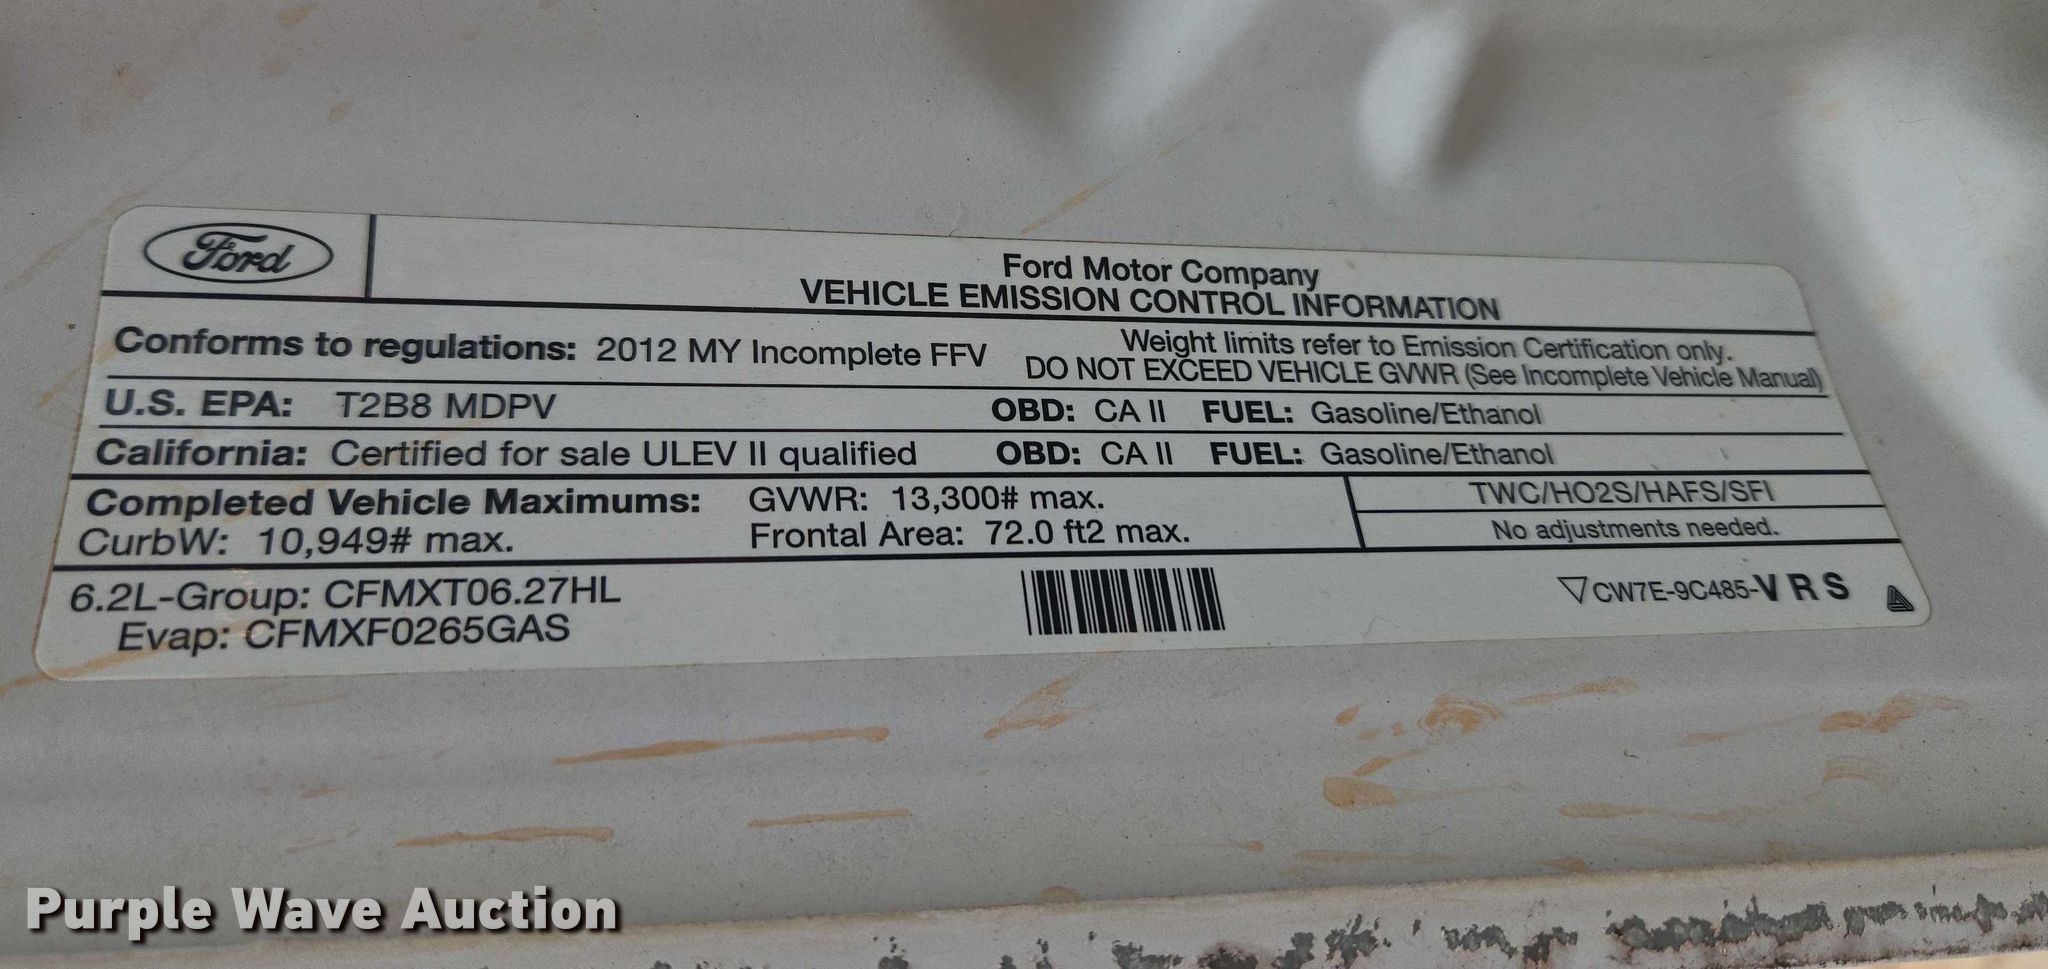 Ford
Ford Motor Company
VEHICLE EMISSION CONTROL INFORMATION
Conforms to regulations: 2012 MY Incomplete FFV
Weight limits refer to Emission Certification only.
DO NOT EXCEED VEHICLE GVWR (See Incomplete Vehicle Manual)
U.S. EPA: T2B8 MDPV OBD: CA II FUEL: Gasoline/Ethanol
California: Certified for sale ULEV II qualified OBD: CA II FUEL: Gasoline/Ethanol
Completed Vehicle Maximums: GVWR: 13,300# max.
CurbW: 10,949# max. Frontal Area: 72.0 ft2 max.
TWC/HO2S/HAFS/SFI
No adjustments needed.
6.2L-Group: CFMXT06.27HL
Evap: CFMXF0265GAS
CW7E-9C485-VRS
Purple Wave Auction